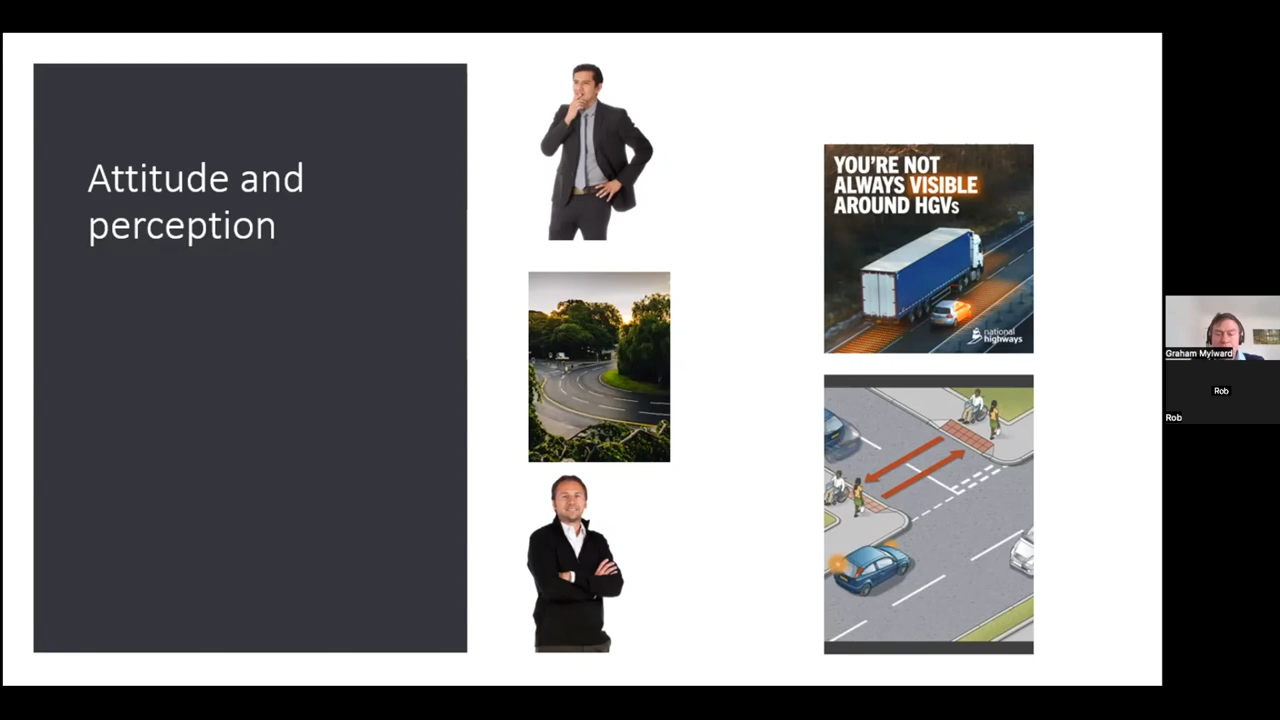 Attitude and
perception
YOU'RE NOT
ALWAYS VISIBLE
AROUND HGVs
national
highways
Graham Mylward
Rob
Rob